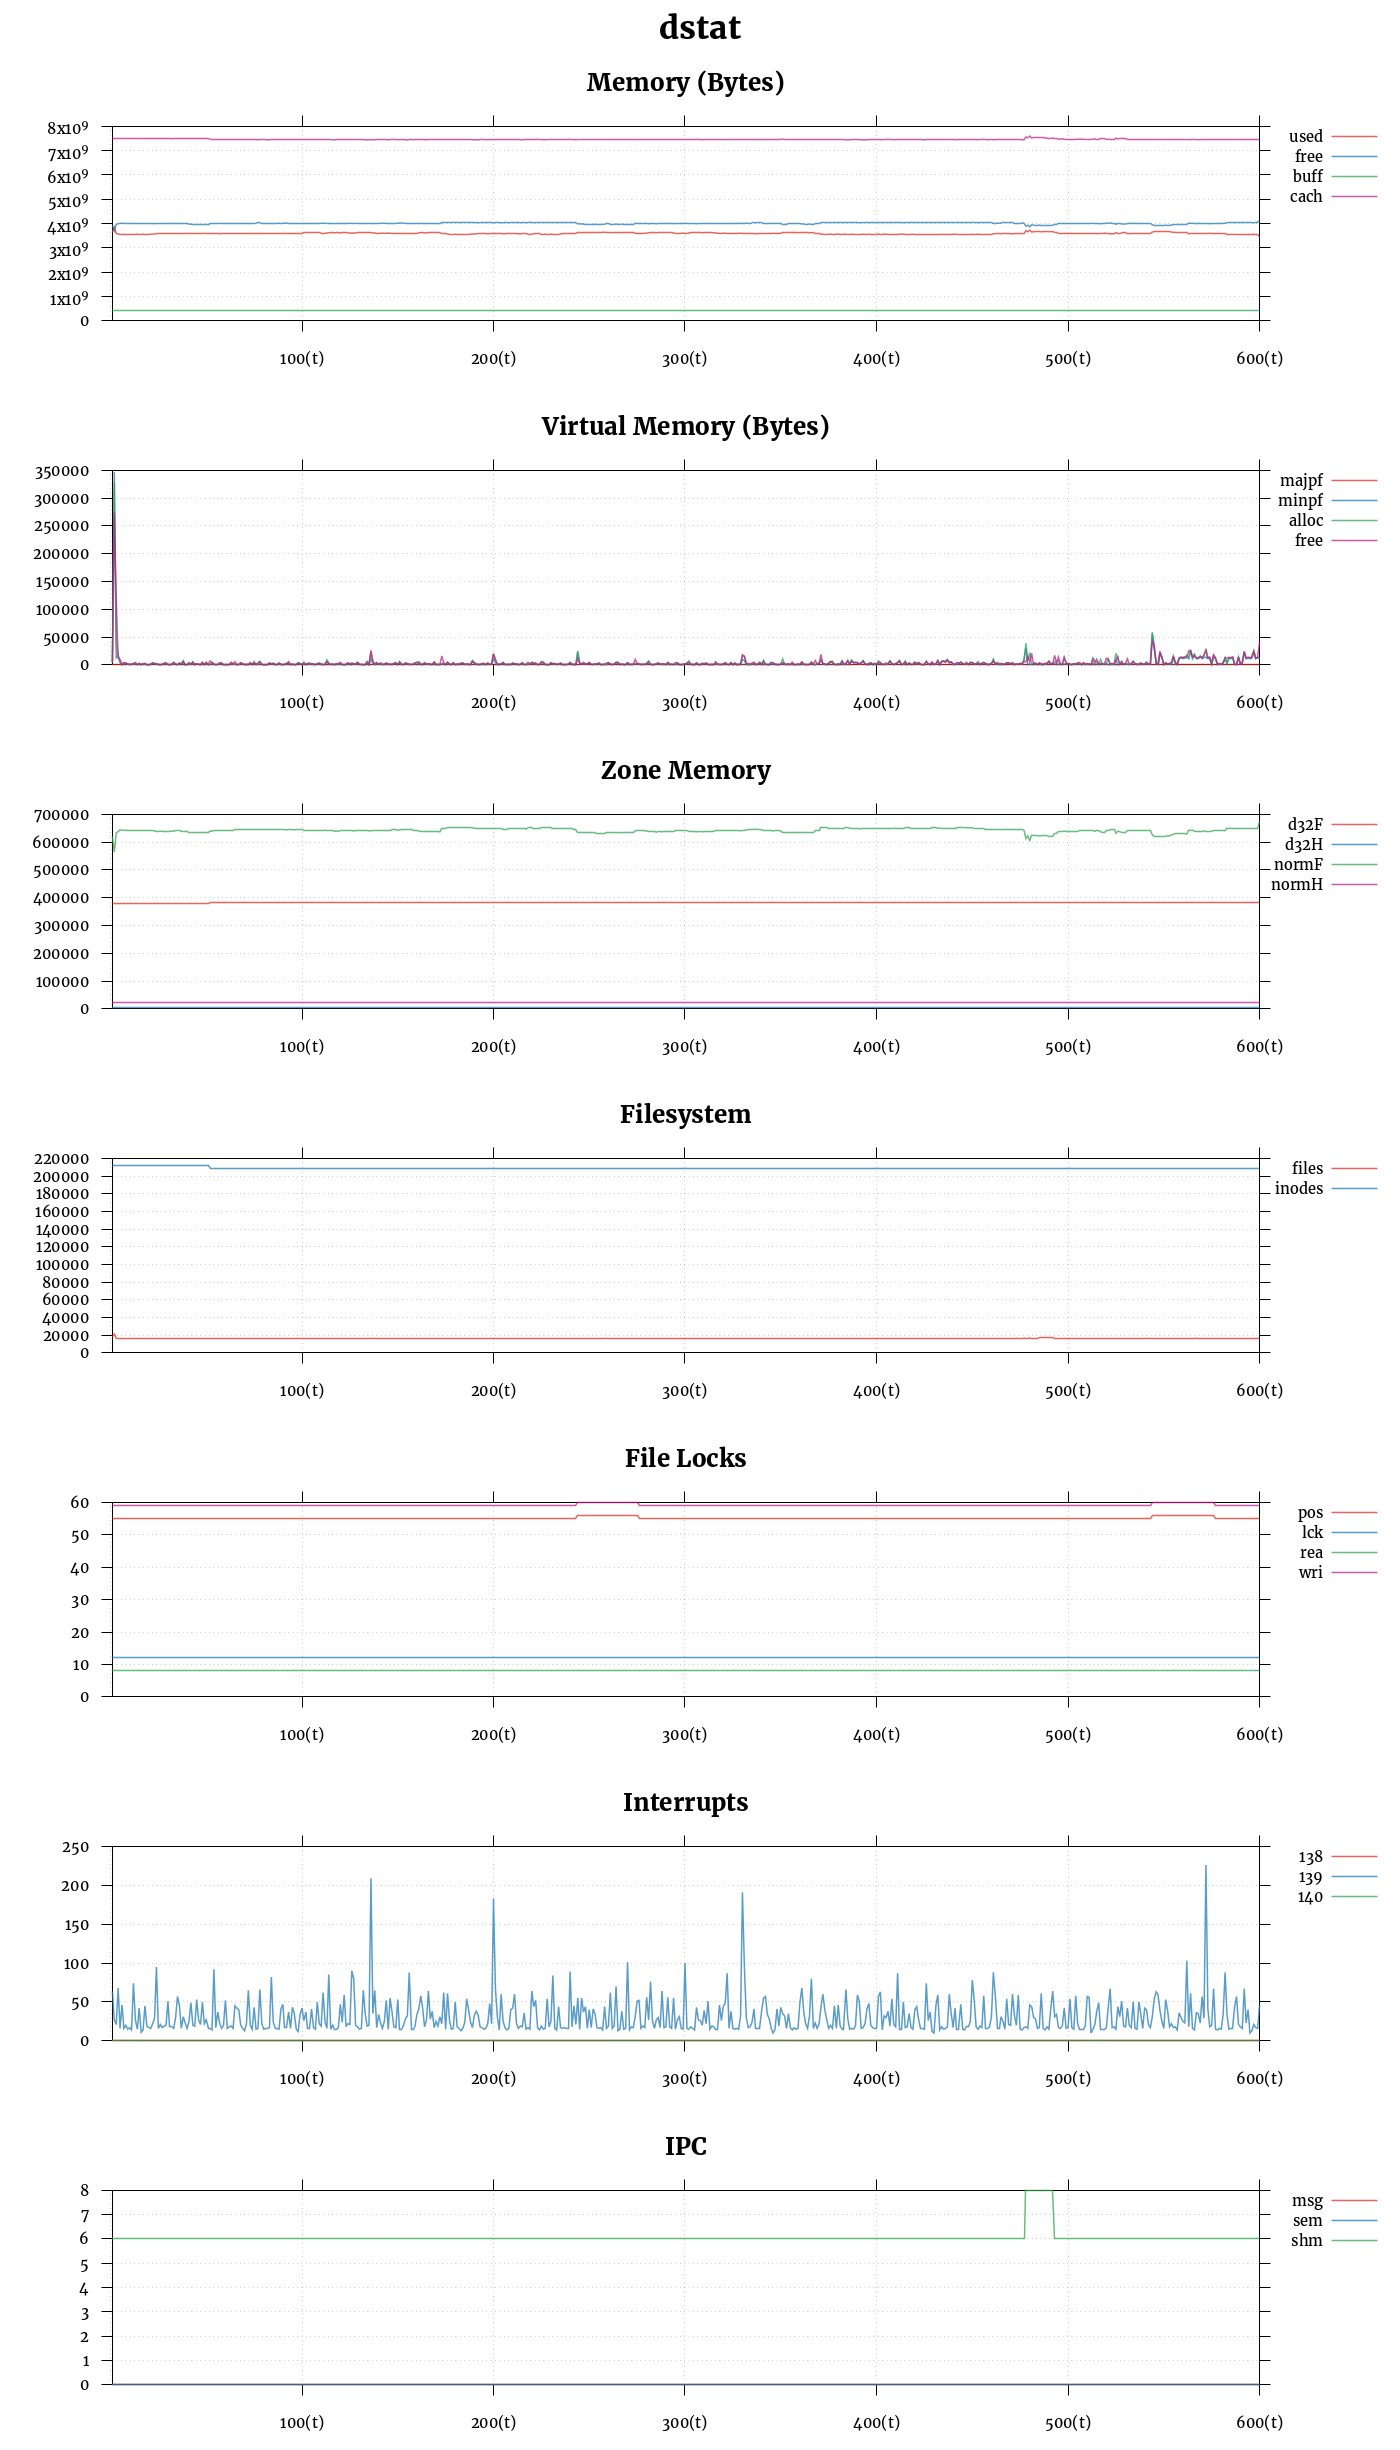 dstat
Memory (Bytes)
8x10⁹
7x10⁹
6x10⁹
5x10⁹
4x10⁹
3x10⁹
2x10⁹
1x10⁹
0
100(t) 200(t) 300(t) 400(t) 500(t) 600(t)
used
free
buff
cach
Virtual Memory (Bytes)
350000
300000
250000
200000
150000
100000
50000
0
100(t) 200(t) 300(t) 400(t) 500(t) 600(t)
majpf
minpf
alloc
free
Zone Memory
700000
600000
500000
400000
300000
200000
100000
0
100(t) 200(t) 300(t) 400(t) 500(t) 600(t)
d32F
d32H
normF
normH
Filesystem
220000
200000
180000
160000
140000
120000
100000
80000
60000
40000
20000
0
100(t) 200(t) 300(t) 400(t) 500(t) 600(t)
files
inodes
File Locks
60
50
40
30
20
10
0
100(t) 200(t) 300(t) 400(t) 500(t) 600(t)
pos
lck
rea
wri
Interrupts
250
200
150
100
50
0
100(t) 200(t) 300(t) 400(t) 500(t) 600(t)
138
139
140
IPC
8
7
6
5
4
3
2
1
0
100(t) 200(t) 300(t) 400(t) 500(t) 600(t)
msg
sem
shm